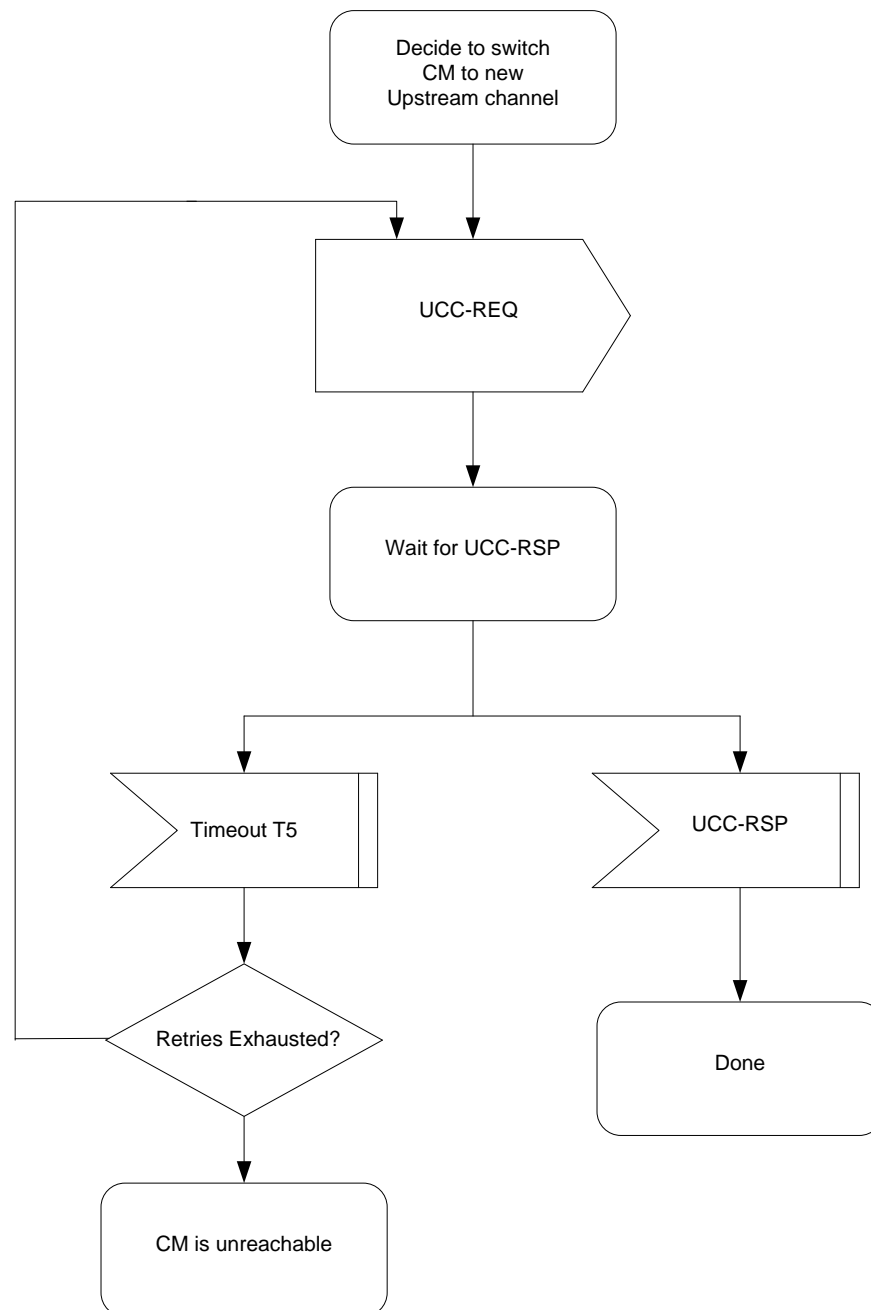 Decide to switch
CM to new
Upstream channel
UCC-REQ
Wait for UCC-RSP
Timeout T5
UCC-RSP
Retries Exhausted?
Done
CM is unreachable